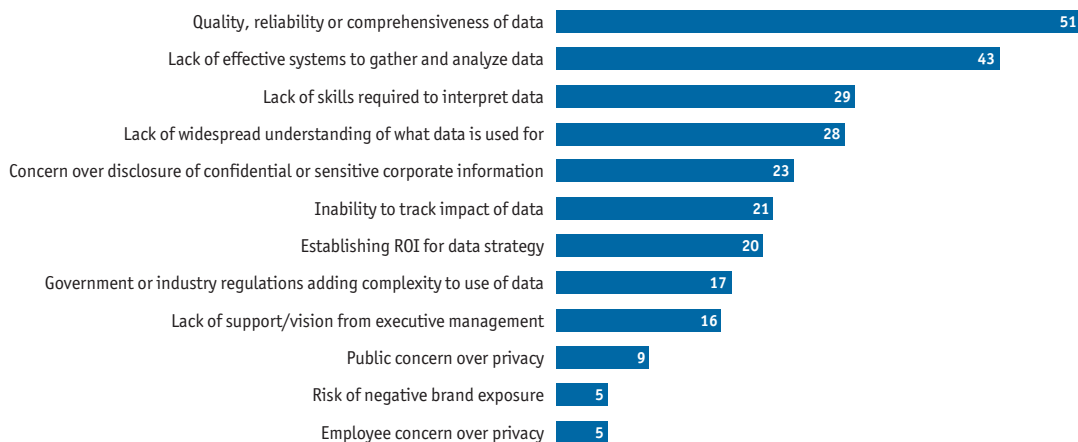 Quality, reliability or comprehensiveness of data 51
Lack of effective systems to gather and analyze data 43
Lack of skills required to interpret data 29
Lack of widespread understanding of what data is used for 28
Concern over disclosure of confidential or sensitive corporate information 23
Inability to track impact of data 21
Establishing ROI for data strategy 20
Government or industry regulations adding complexity to use of data 17
Lack of support/vision from executive management 16
Public concern over privacy 9
Risk of negative brand exposure 5
Employee concern over privacy 5